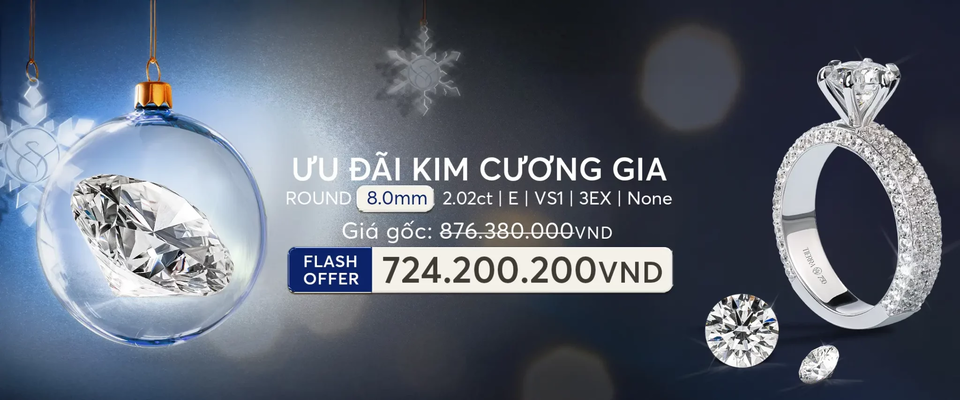 ƯU ĐÃI KIM CƯƠNG GIA
ROUND 8.0mm 2.02ct | E | VS1 | 3EX | None
Giá gốc: 876.380.000VND
FLASH OFFER 724.200.200VND